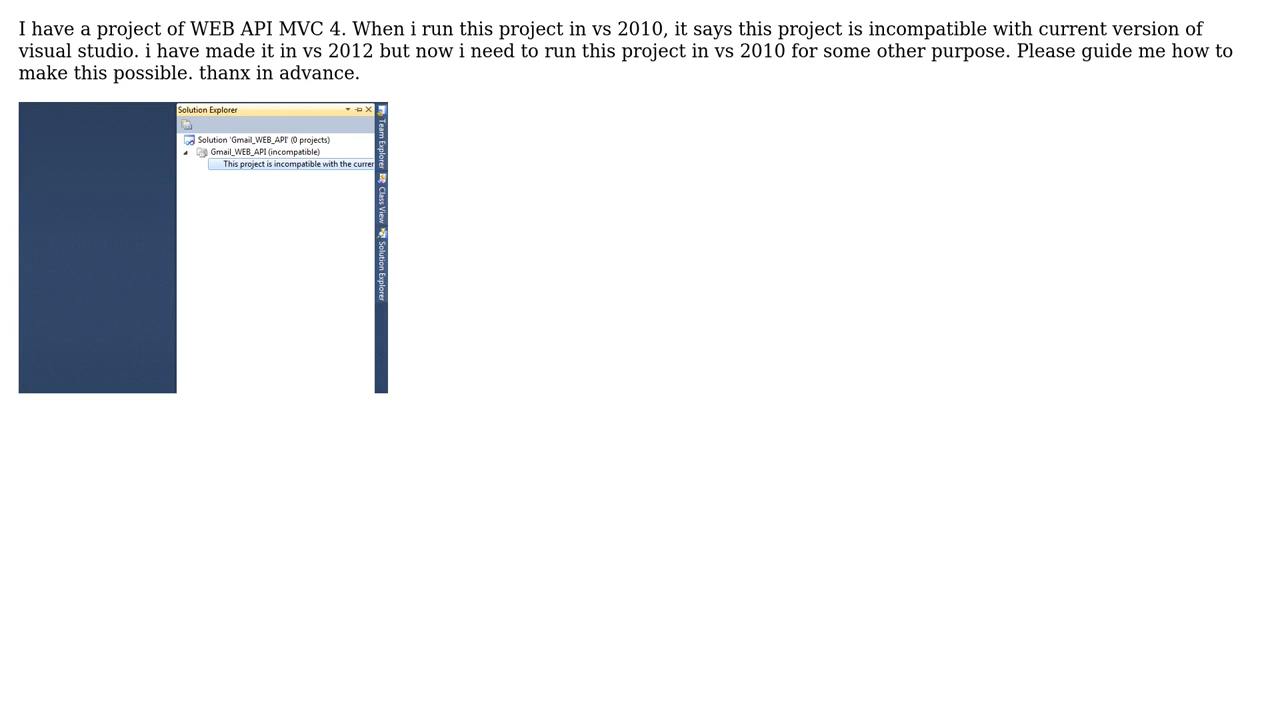 I have a project of WEB API MVC 4. When i run this project in vs 2010, it says this project is incompatible with current version of
visual studio. i have made it in vs 2012 but now i need to run this project in vs 2010 for some other purpose. Please guide me how to
make this possible. thanx in advance.
Solution Explorer
Solution 'Gmail_WEB_API' (0 projects)
Gmail_WEB_API (incompatible)
This project is incompatible with the currer
Team Explorer
Class View
Solution Explorer